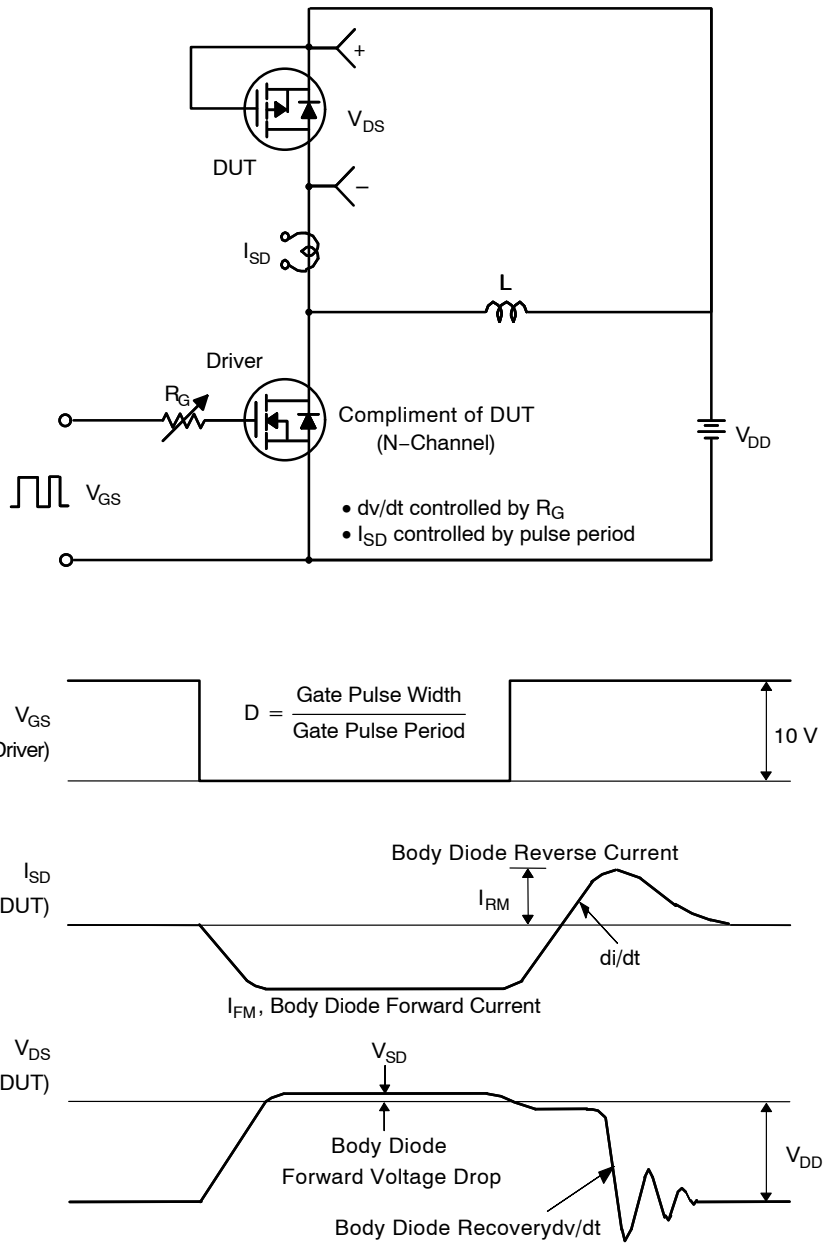 +
V_DS
DUT
−
I_SD
L
Driver
R_G
Compliment of DUT
(N−Channel)
V_DD
V_GS
• dv/dt controlled by R_G
• I_SD controlled by pulse period
V_GS
Driver)
D = Gate Pulse Width
Gate Pulse Period
10 V
I_SD
DUT)
Body Diode Reverse Current
I_RM
di/dt
I_FM, Body Diode Forward Current
V_DS
DUT)
V_SD
Body Diode
Forward Voltage Drop
V_DD
Body Diode Recoverydv/dt